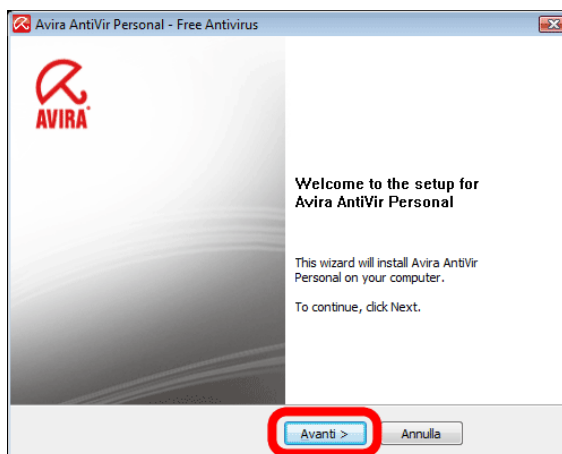 Avira AntiVir Personal - Free Antivirus
AVIRA
Welcome to the setup for
Avira AntiVir Personal
This wizard will install Avira AntiVir
Personal on your computer.
To continue, click Next.
Avanti >
Annulla